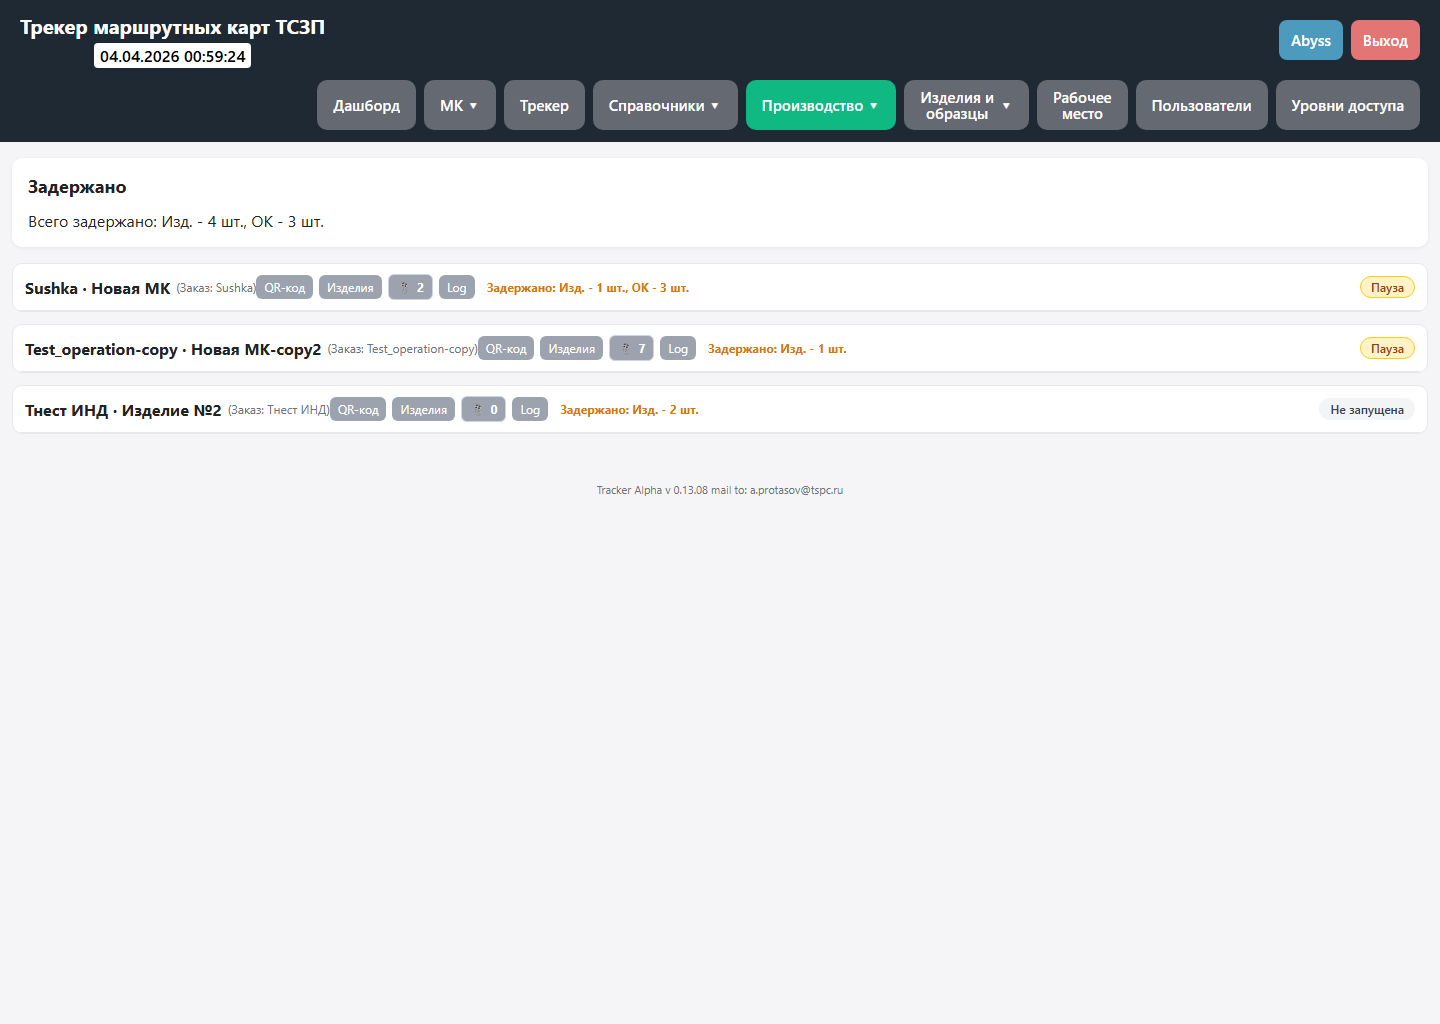 Трекер маршрутных карт ТСЗП
04.04.2026 00:59:24
Abyss
Выход
Дашборд
МК ▼
Трекер
Справочники ▼
Производство ▼
Изделия и
образцы ▼
Рабочее
место
Пользователи
Уровни доступа
Задержано
Всего задержано: Изд. - 4 шт., ОК - 3 шт.
Sushka · Новая МК (Заказ: Sushka) QR-код Изделия 2 Log Задержано: Изд. - 1 шт., ОК - 3 шт. Пауза
Test_operation-copy · Новая МК-copy2 (Заказ: Test_operation-copy) QR-код Изделия 7 Log Задержано: Изд. - 1 шт. Пауза
Тнест ИНД · Изделие №2 (Заказ: Тнест ИНД) QR-код Изделия 0 Log Задержано: Изд. - 2 шт. Не запущена
Tracker Alpha v 0.13.08 mail to: a.protasov@tspc.ru